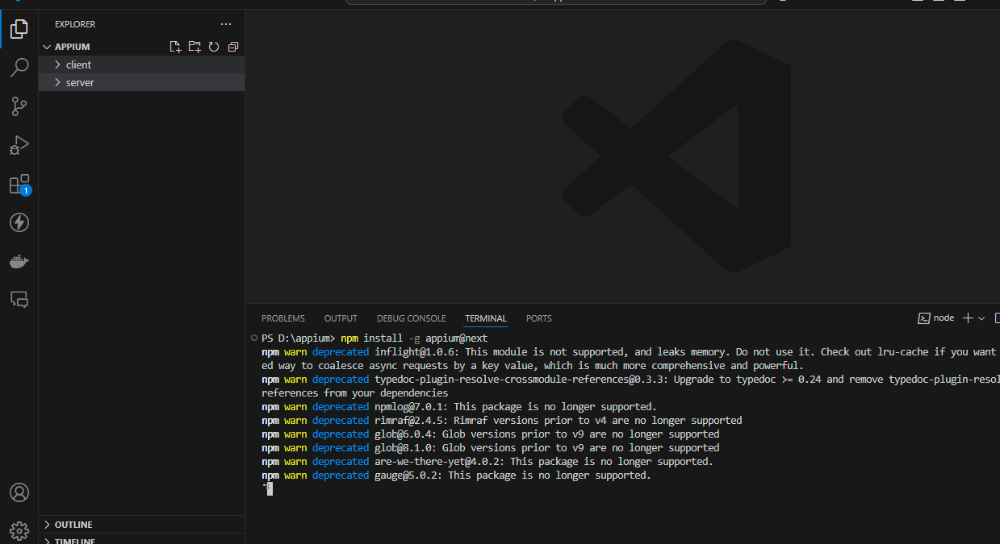 EXPLORER
APPIUM
client
server
1
PROBLEMS OUTPUT DEBUG CONSOLE TERMINAL PORTS
node
PS D:\appium> npm install -g appium@next
npm warn deprecated inflight@1.0.6: This module is not supported, and leaks memory. Do not use it. Check out lru-cache if you want
ed way to coalesce async requests by a key value, which is much more comprehensive and powerful.
npm warn deprecated typedoc-plugin-resolve-crossmodule-references@0.3.3: Upgrade to typedoc >= 0.24 and remove typedoc-plugin-resol
references from your dependencies
npm warn deprecated npmlog@7.0.1: This package is no longer supported.
npm warn deprecated rimraf@2.4.5: Rimraf versions prior to v4 are no longer supported
npm warn deprecated glob@6.0.4: Glob versions prior to v9 are no longer supported
npm warn deprecated glob@8.1.0: Glob versions prior to v9 are no longer supported
npm warn deprecated are-we-there-yet@4.0.2: This package is no longer supported.
npm warn deprecated gauge@5.0.2: This package is no longer supported.
OUTLINE
TIMELINE